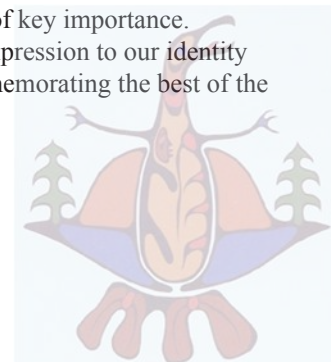 of key importance.
pression to our identity
nemorating the best of the